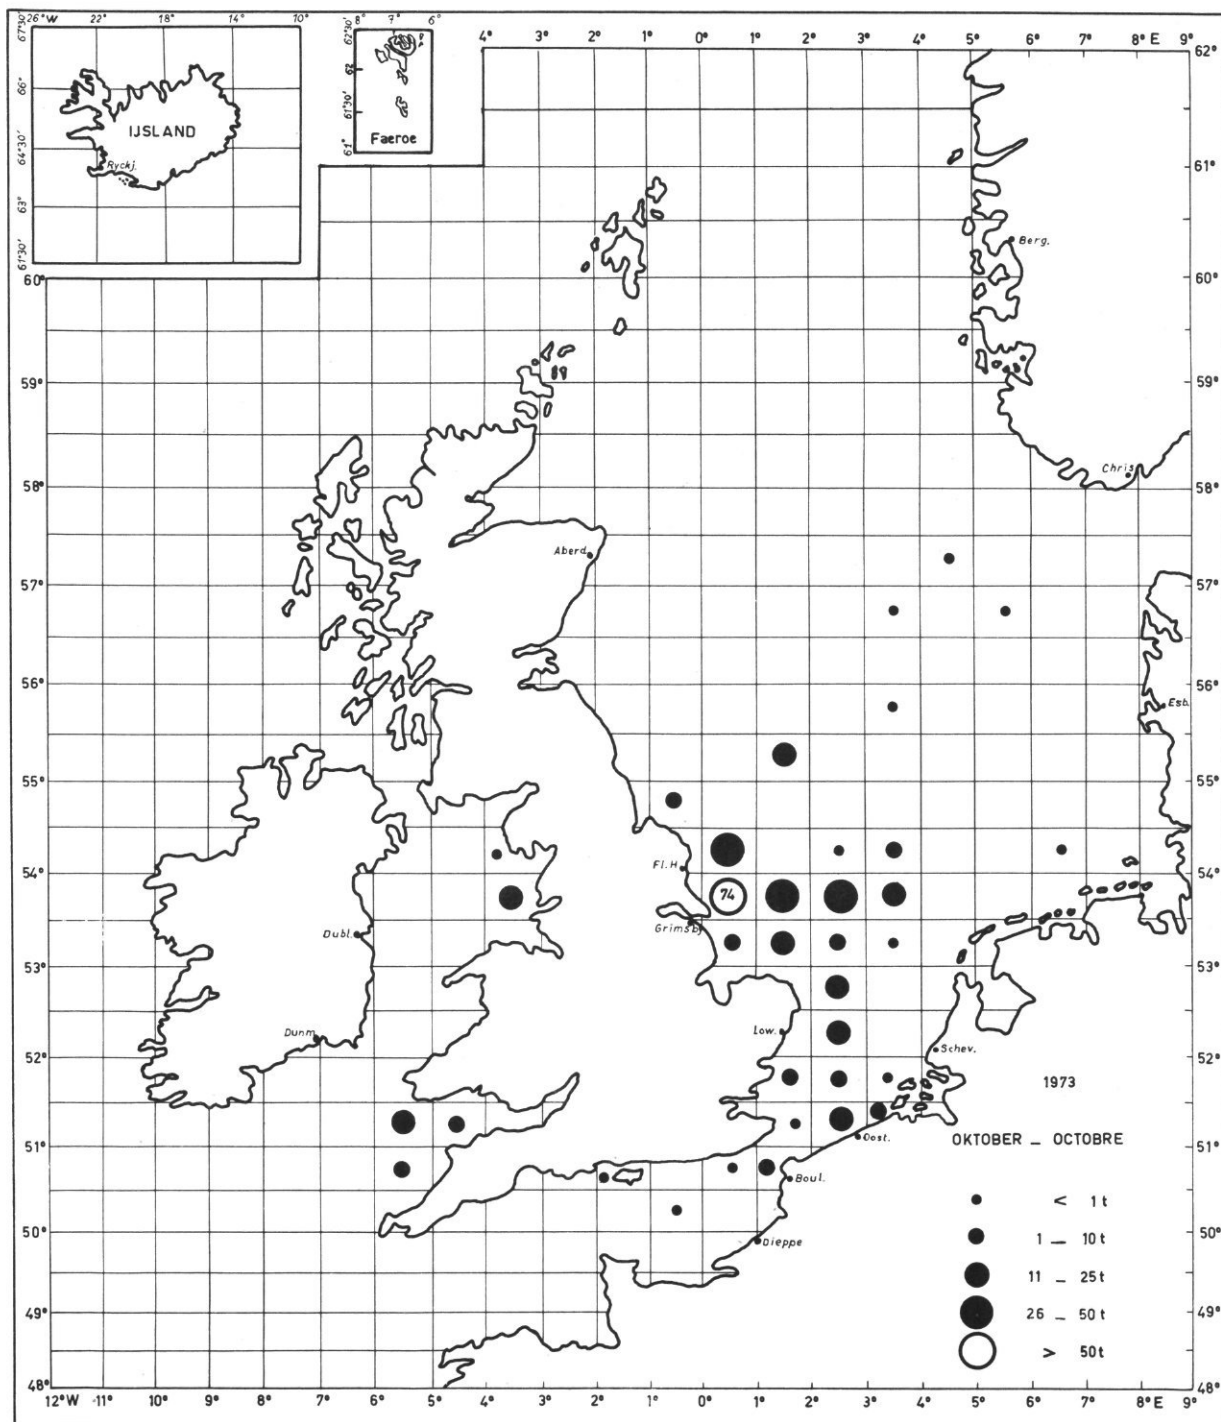 26°W 22° 18° 14° 10°
67°30'
66°
64°30'
63°
61°30'
IJSLAND
Ryckj.
8° 7° 6°
62°30'
62°
61°30'
61°
Faeroe
4° 3° 2° 1° 0° 1° 2° 3° 4° 5° 6° 7° 8° E 9°
62°
61°
60° 60°
59° 59°
58° 58°
57° 57°
56° 56°
55° 55°
54° 54°
53° 53°
52° 52°
51° 51°
50° 50°
49° 49°
48° 48°
Berg.
Chris
Aberd.
Esb.
Fl.H.
74
Grimsby
Dubl.
Low.
Dunm
Schev.
Oost.
Boul.
Dieppe
1973
OKTOBER _ OCTOBRE
< 1 t
1 — 10 t
11 _ 25 t
26 _ 50 t
> 50 t
12°W 11° 10° 9° 8° 7° 6° 5° 4° 3° 2° 1° 0° 1° 2° 3° 4° 5° 6° 7° 8° E 9°